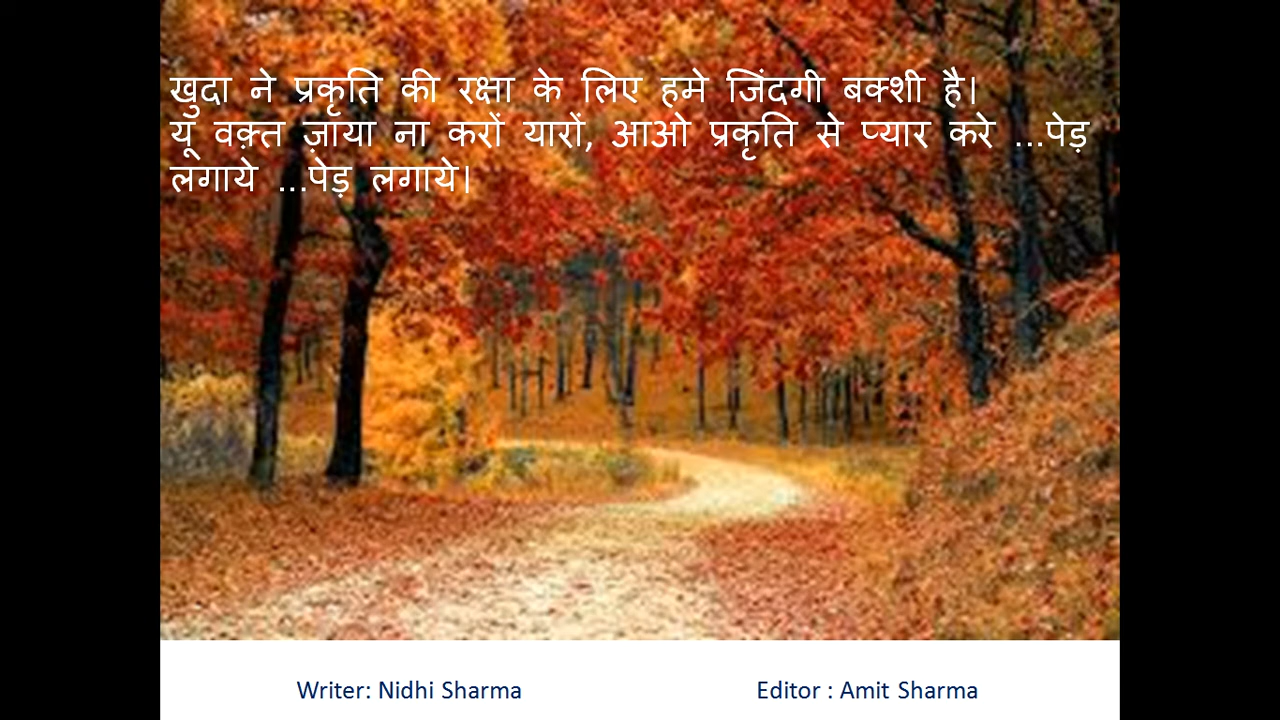 खुदा ने प्रकृति की रक्षा के लिए हमे जिंदगी बक्शी है।
यू वक़्त ज़ाया ना करों यारों, आओ प्रकृति से प्यार करे ...पेड़
लगाये ...पेड़ लगाये।
Writer: Nidhi Sharma
Editor : Amit Sharma